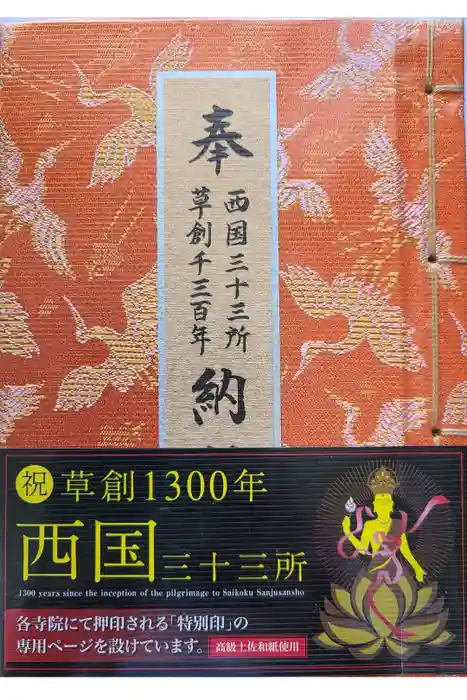 奉
西国三十三所
草創千三百年
納
祝 草創1300年
西国三十三所
1300 years since the inception of the pilgrimage to Saikoku Sanjusansho
各寺院にて押印される「特別印」の
専用ページを設けています。 高級土佐和紙使用